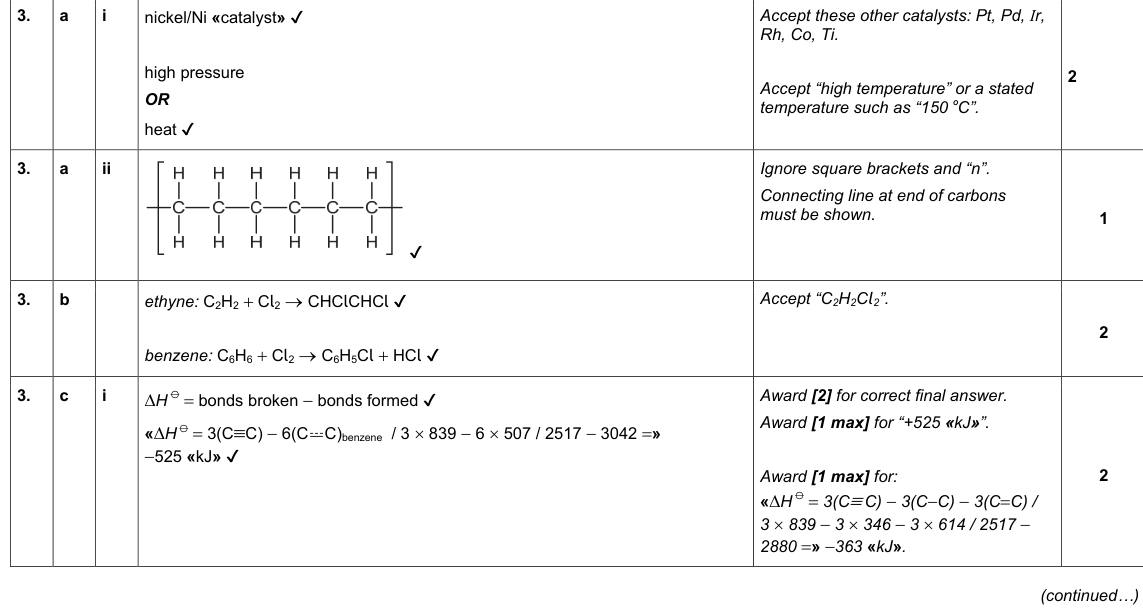 3. a i nickel/Ni «catalyst» ✓ Accept these other catalysts: Pt, Pd, Ir,
Rh, Co, Ti.
high pressure
OR
heat ✓
Accept “high temperature” or a stated
temperature such as “150 °C”.
2
3. a ii
H H H H H H
C C C C C C
H H H H H H
✓
Ignore square brackets and “n”.
Connecting line at end of carbons
must be shown.
1
3. b ethyne: C₂H₂ + Cl₂ → CHClCHCl ✓ Accept “C₂H₂Cl₂”.
benzene: C₆H₆ + Cl₂ → C₆H₅Cl + HCl ✓
2
3. c i ΔH⦵ = bonds broken – bonds formed ✓
«ΔH⦵ = 3(C≡C) – 6(C┄C)benzene / 3 × 839 – 6 × 507 / 2517 – 3042 =»
–525 «kJ» ✓
Award [2] for correct final answer.
Award [1 max] for “+525 «kJ»”.
Award [1 max] for:
«ΔH⦵ = 3(C≡C) – 3(C–C) – 3(C=C) /
3 × 839 – 3 × 346 – 3 × 614 / 2517 –
2880 =» –363 «kJ».
2
(continued…)